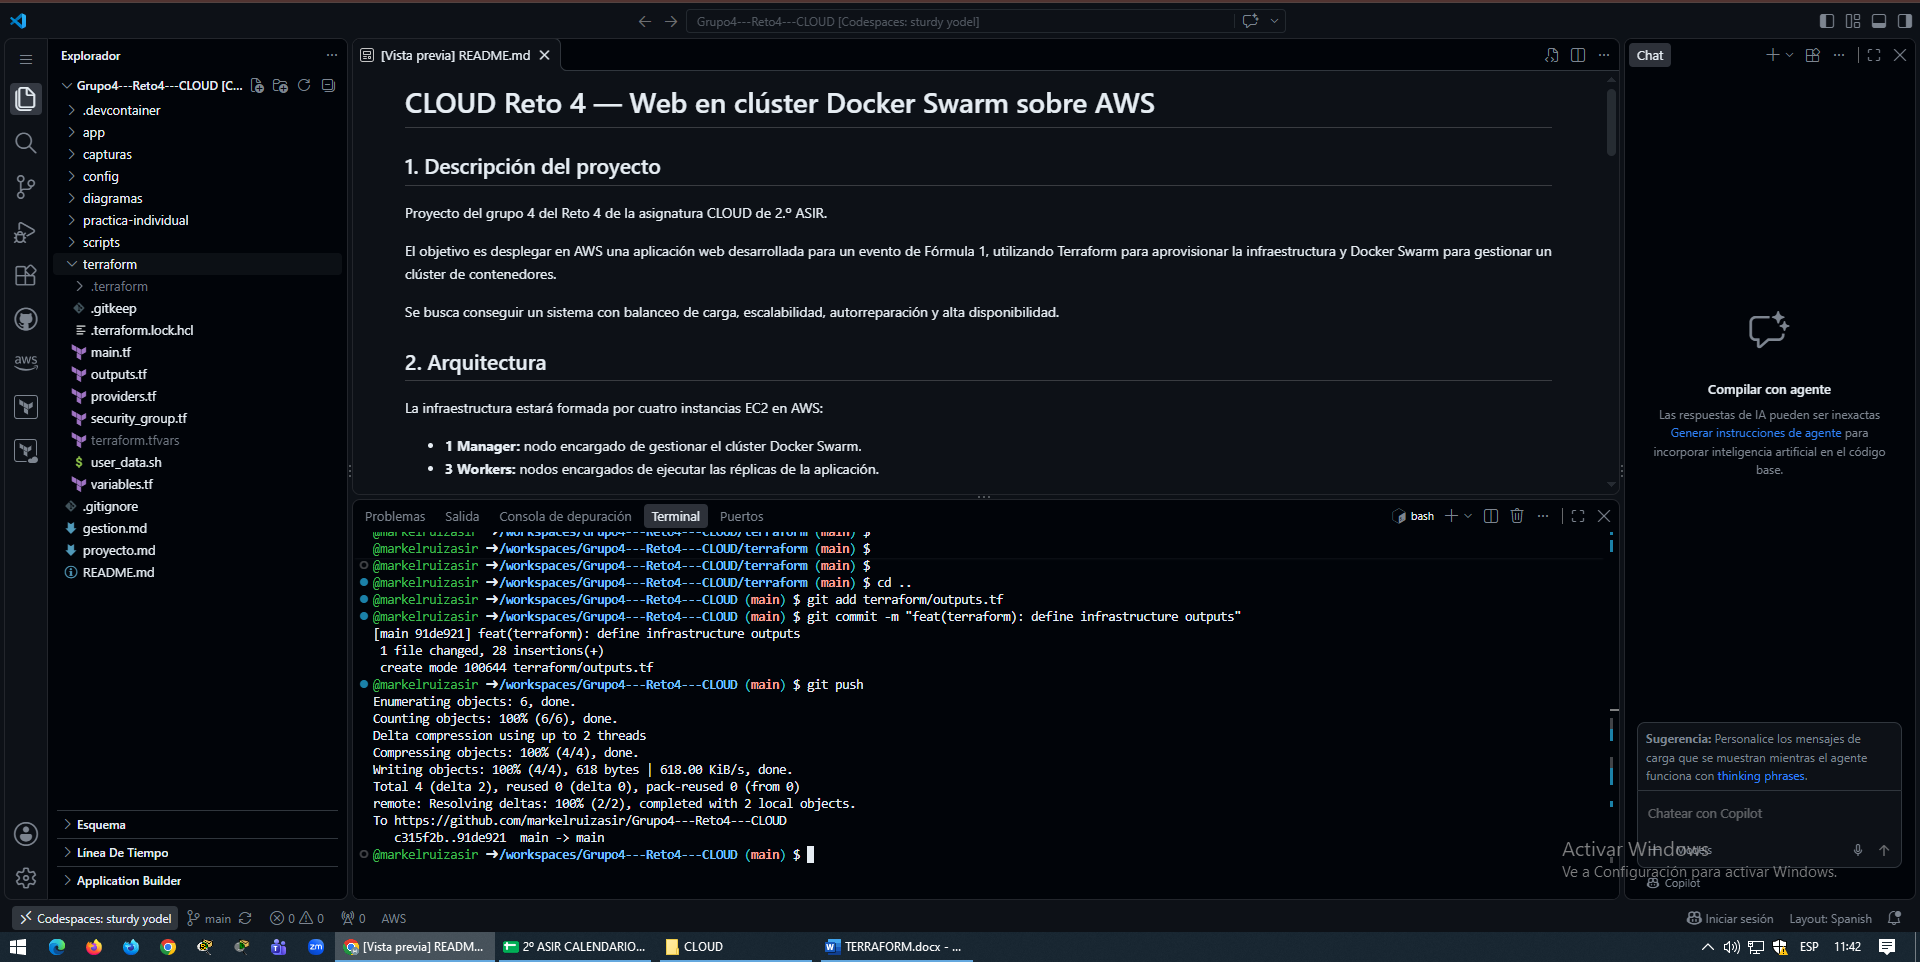 Grupo4---Reto4---CLOUD [Codespaces: sturdy yodel]
Explorador
Grupo4---Reto4---CLOUD [C...
.devcontainer
app
capturas
config
diagramas
practica-individual
scripts
terraform
.terraform
.gitkeep
.terraform.lock.hcl
main.tf
outputs.tf
providers.tf
security_group.tf
terraform.tfvars
$ user_data.sh
variables.tf
.gitignore
gestion.md
proyecto.md
README.md
aws
Esquema
Línea De Tiempo
Application Builder
[Vista previa] README.md
CLOUD Reto 4 — Web en clúster Docker Swarm sobre AWS
1. Descripción del proyecto
Proyecto del grupo 4 del Reto 4 de la asignatura CLOUD de 2.º ASIR.
El objetivo es desplegar en AWS una aplicación web desarrollada para un evento de Fórmula 1, utilizando Terraform para aprovisionar la infraestructura y Docker Swarm para gestionar un
clúster de contenedores.
Se busca conseguir un sistema con balanceo de carga, escalabilidad, autorreparación y alta disponibilidad.
2. Arquitectura
La infraestructura estará formada por cuatro instancias EC2 en AWS:
• 1 Manager: nodo encargado de gestionar el clúster Docker Swarm.
• 3 Workers: nodos encargados de ejecutar las réplicas de la aplicación.
Problemas Salida Consola de depuración Terminal Puertos
bash
@markelruizasir ➜/workspaces/Grupo4---Reto4---CLOUD/terraform (main) $
@markelruizasir ➜/workspaces/Grupo4---Reto4---CLOUD/terraform (main) $
@markelruizasir ➜/workspaces/Grupo4---Reto4---CLOUD/terraform (main) $
@markelruizasir ➜/workspaces/Grupo4---Reto4---CLOUD/terraform (main) $ cd ..
@markelruizasir ➜/workspaces/Grupo4---Reto4---CLOUD (main) $ git add terraform/outputs.tf
@markelruizasir ➜/workspaces/Grupo4---Reto4---CLOUD (main) $ git commit -m "feat(terraform): define infrastructure outputs"
[main 91de921] feat(terraform): define infrastructure outputs
1 file changed, 28 insertions(+)
create mode 100644 terraform/outputs.tf
@markelruizasir ➜/workspaces/Grupo4---Reto4---CLOUD (main) $ git push
Enumerating objects: 6, done.
Counting objects: 100% (6/6), done.
Delta compression using up to 2 threads
Compressing objects: 100% (4/4), done.
Writing objects: 100% (4/4), 618 bytes | 618.00 KiB/s, done.
Total 4 (delta 2), reused 0 (delta 0), pack-reused 0 (from 0)
remote: Resolving deltas: 100% (2/2), completed with 2 local objects.
To https://github.com/markelruizasir/Grupo4---Reto4---CLOUD
c315f2b..91de921 main -> main
@markelruizasir ➜/workspaces/Grupo4---Reto4---CLOUD (main) $
Chat
Compilar con agente
Las respuestas de IA pueden ser inexactas
Generar instrucciones de agente para
incorporar inteligencia artificial en el código
base.
Sugerencia: Personalice los mensajes de
carga que se muestran mientras el agente
funciona con thinking phrases.
Chatear con Copilot
Activar Windows
Ve a Configuración para activar Windows.
Copilot
Codespaces: sturdy yodel main 0 0 0 AWS
Iniciar sesión Layout: Spanish
[Vista previa] READM...
2º ASIR CALENDARIO...
CLOUD
TERRAFORM.docx - ...
ESP 11:42